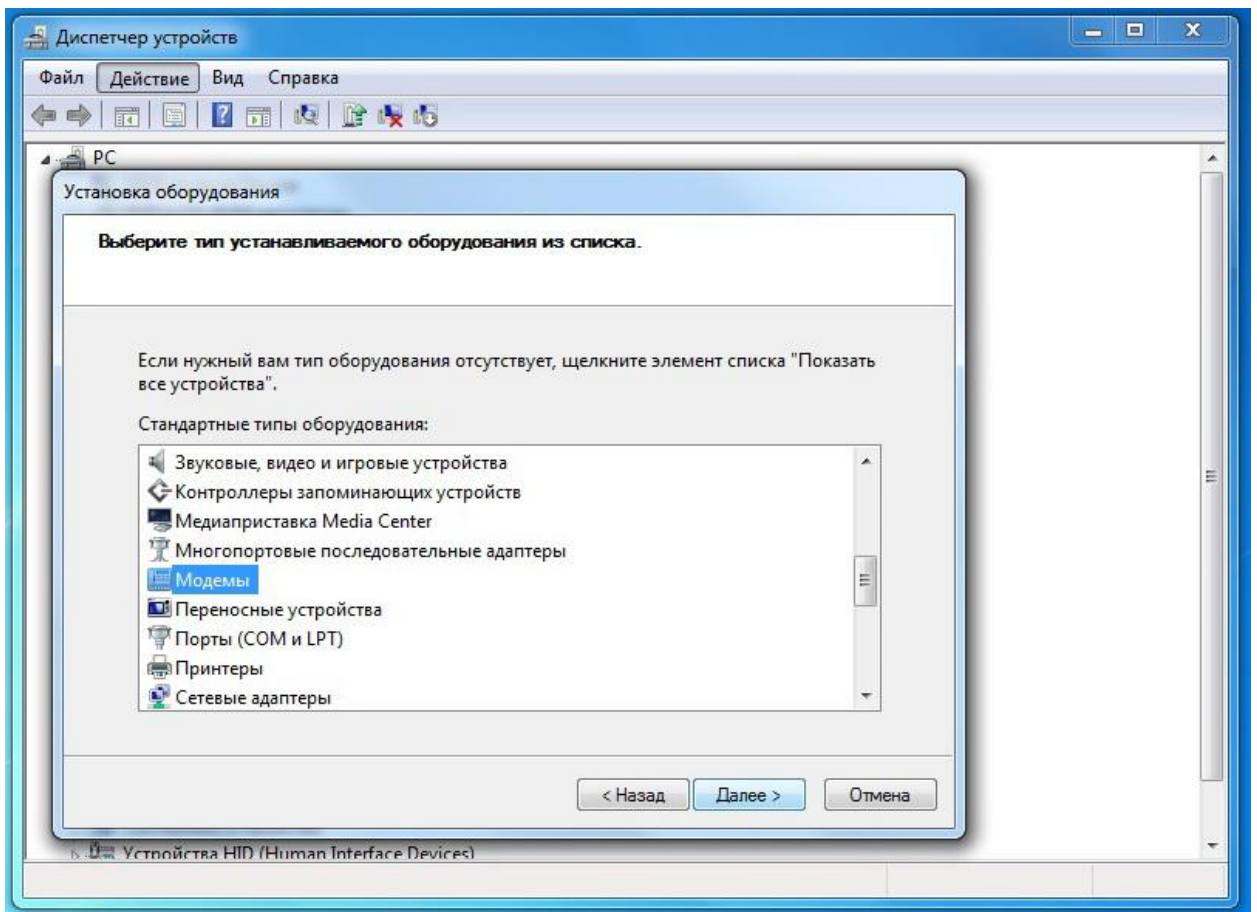 Диспетчер устройств
Файл Действие Вид Справка
PC
Установка оборудования
Выберите тип устанавливаемого оборудования из списка.
Если нужный вам тип оборудования отсутствует, щелкните элемент списка "Показать
все устройства".
Стандартные типы оборудования:
Звуковые, видео и игровые устройства
Контроллеры запоминающих устройств
Медиаприставка Media Center
Многопортовые последовательные адаптеры
Модемы
Переносные устройства
Порты (COM и LPT)
Принтеры
Сетевые адаптеры
< Назад Далее > Отмена
Устройства HID (Human Interface Devices)